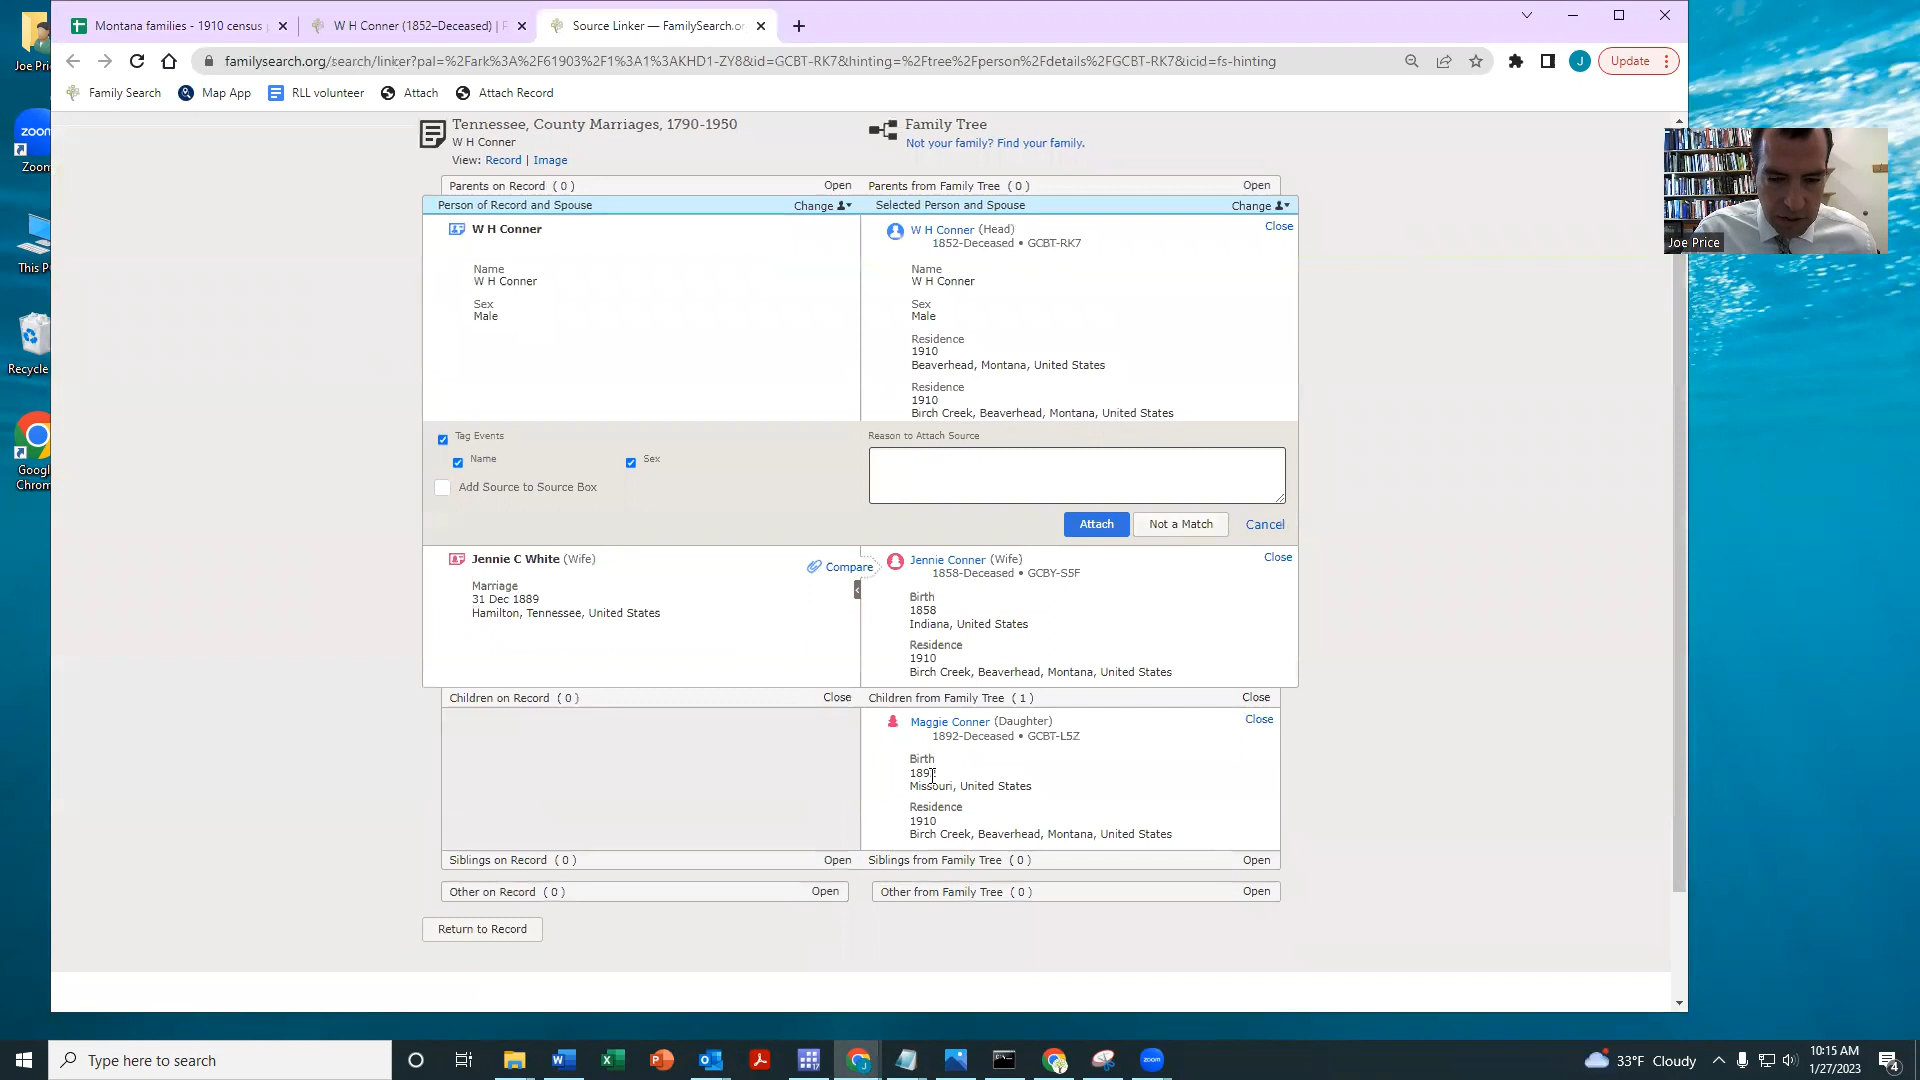 Montana families - 1910 census
W H Conner (1852–Deceased) | F
Source Linker — FamilySearch.or
familysearch.org/search/linker?pal=%2Fark%3A%2F61903%2F1%3A1%3AKHD1-ZY8&id=GCBT-RK7&hinting=%2Ftree%2Fperson%2Fdetails%2FGCBT-RK7&icid=fs-hinting
J
Update
Family Search
Map App
RLL volunteer
Attach
Attach Record
Joe Pric
Zoom
This P
Recycle
Google
Chrom
Tennessee, County Marriages, 1790-1950
W H Conner
View: Record | Image
Family Tree
Not your family? Find your family.
Parents on Record ( 0 ) Open
Parents from Family Tree ( 0 ) Open
Person of Record and Spouse Change
Selected Person and Spouse Change
W H Conner
Name
W H Conner
Sex
Male
W H Conner (Head) Close
1852-Deceased • GCBT-RK7
Name
W H Conner
Sex
Male
Residence
1910
Beaverhead, Montana, United States
Residence
1910
Birch Creek, Beaverhead, Montana, United States
Tag Events
Name Sex
Add Source to Source Box
Reason to Attach Source
Attach Not a Match Cancel
Jennie C White (Wife)
Compare
Marriage
31 Dec 1889
Hamilton, Tennessee, United States
Jennie Conner (Wife) Close
1858-Deceased • GCBY-S5F
Birth
1858
Indiana, United States
Residence
1910
Birch Creek, Beaverhead, Montana, United States
Children on Record ( 0 ) Close
Children from Family Tree ( 1 ) Close
Maggie Conner (Daughter) Close
1892-Deceased • GCBT-L5Z
Birth
1892
Missouri, United States
Residence
1910
Birch Creek, Beaverhead, Montana, United States
Siblings on Record ( 0 ) Open
Siblings from Family Tree ( 0 ) Open
Other on Record ( 0 ) Open
Other from Family Tree ( 0 ) Open
Return to Record
Joe Price
Type here to search
33°F Cloudy
10:15 AM
1/27/2023
4